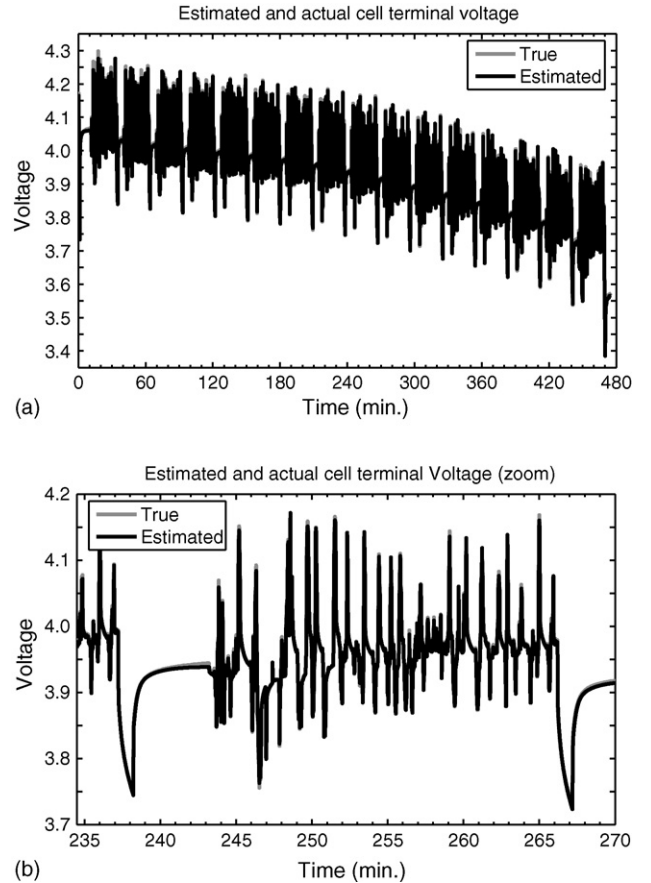 Estimated and actual cell terminal voltage
4.3
4.2
4.1
4.0
3.9
3.8
3.7
3.6
3.5
3.4
Voltage
True
Estimated
0 60 120 180 240 300 360 420 480
Time (min.)
(a)
Estimated and actual cell terminal Voltage (zoom)
4.2
4.1
4.0
3.9
3.8
3.7
Voltage
True
Estimated
235 240 245 250 255 260 265 270
Time (min.)
(b)